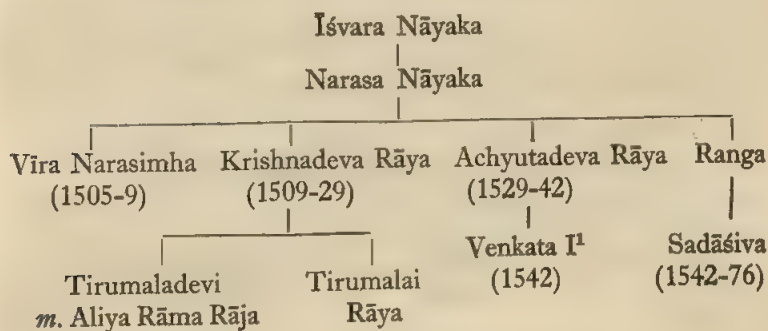 Īśvara Nāyaka
Narasa Nāyaka
Vīra Narasimha Krishnadeva Rāya Achyutadeva Rāya Ranga
(1505-9) (1509-29) (1529-42)
Venkata I¹ Sadāśiva
Tirumaladevi Tirumalai (1542) (1542-76)
m. Aliya Rāma Rāja Rāya